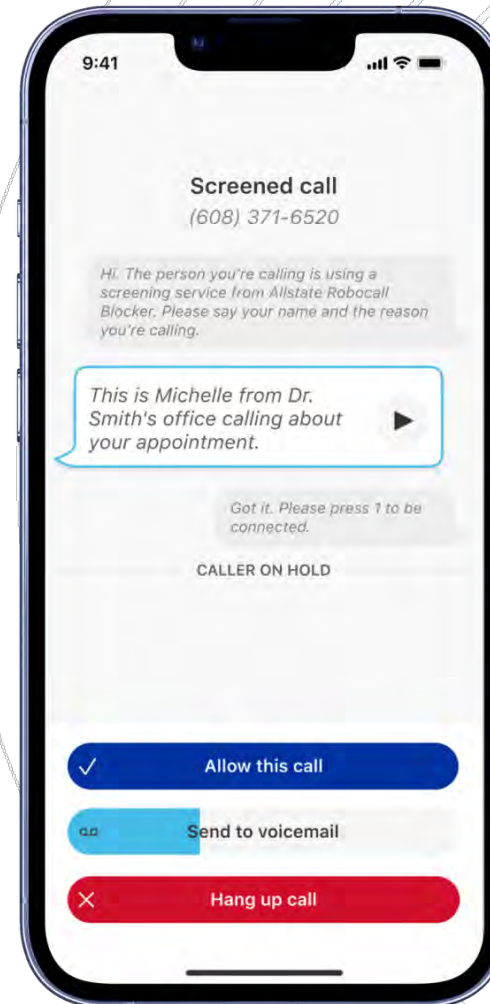 9:41
Screened call
(608) 371-6520
Hi. The person you're calling is using a
screening service from Allstate Robocall
Blocker. Please say your name and the reason
you're calling.
This is Michelle from Dr.
Smith's office calling about
your appointment.
Got it. Please press 1 to be
connected.
CALLER ON HOLD
Allow this call
Send to voicemail
Hang up call